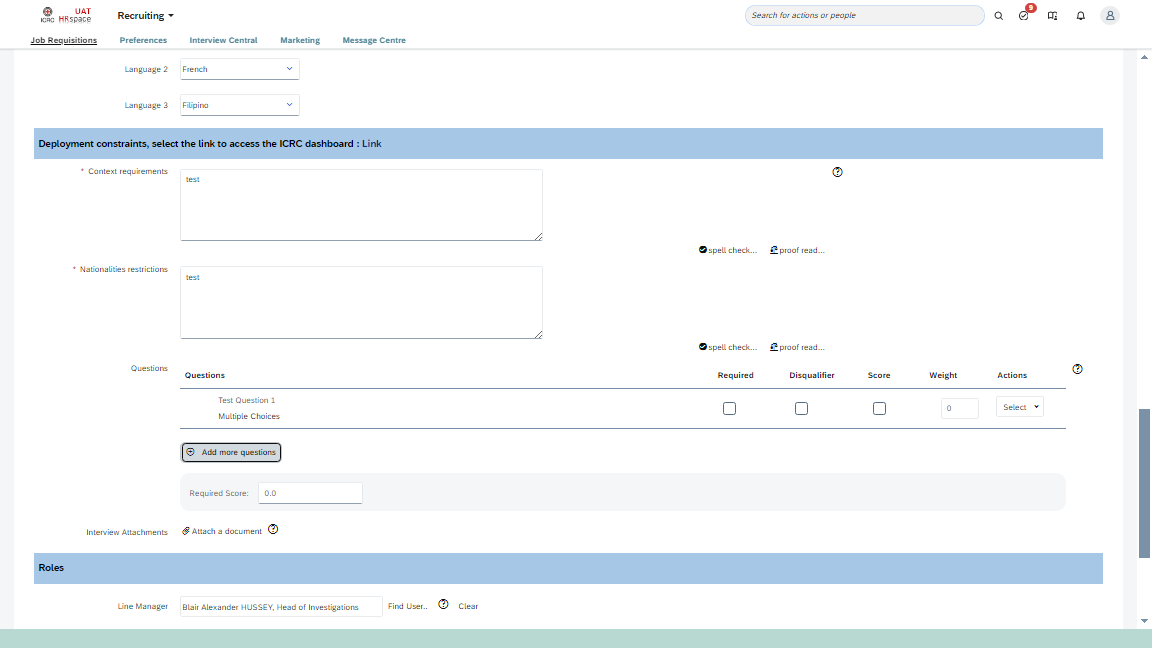 ICRC UAT HRspace Recruiting Search for actions or people 9
Job Requisitions Preferences Interview Central Marketing Message Centre
Language 2 French
Language 3 Filipino
Deployment constraints, select the link to access the ICRC dashboard : Link
* Context requirements test
spell check... proof read...
* Nationalities restrictions test
spell check... proof read...
Questions
Questions Required Disqualifier Score Weight Actions
Test Question 1
Multiple Choices 0 Select
Add more questions
Required Score: 0.0
Interview Attachments Attach a document
Roles
Line Manager Blair Alexander HUSSEY, Head of Investigations Find User.. Clear